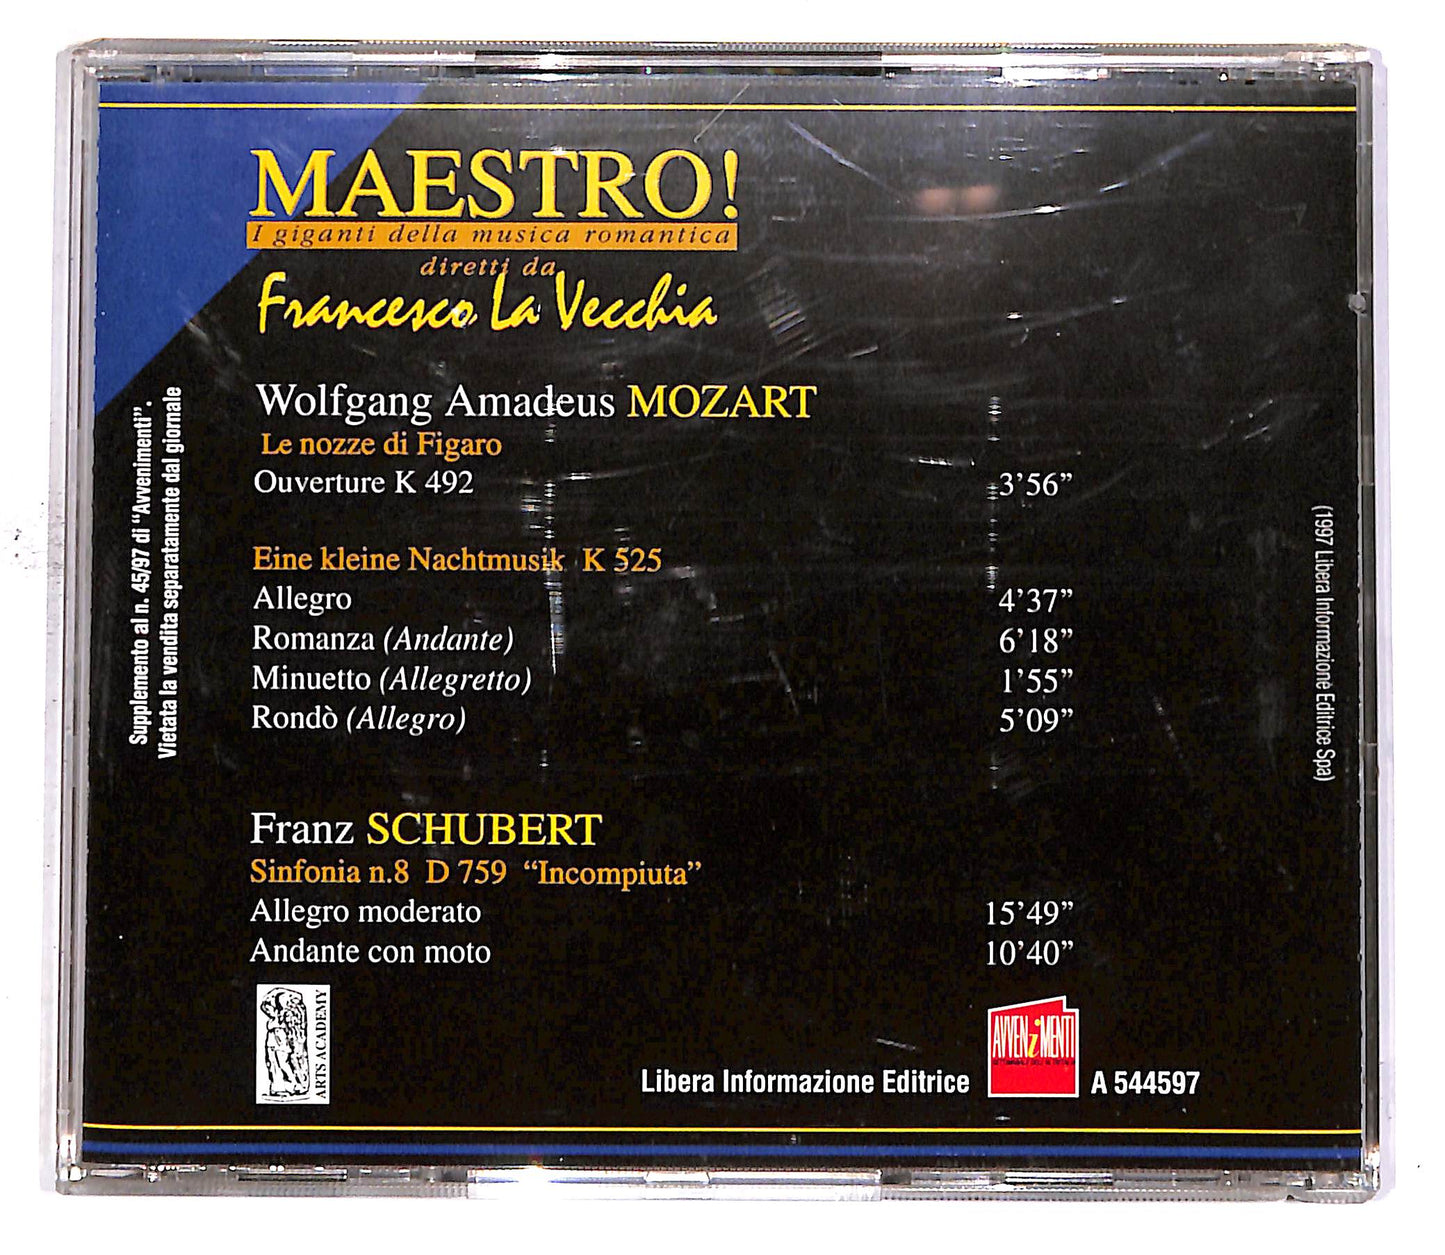 MAESTRO!
I giganti della musica romantica
diretti da
Francesco La Vecchia
Wolfgang Amadeus MOZART
Le nozze di Figaro
Ouverture K 492 3’56”
Eine kleine Nachtmusik K 525
Allegro 4’37”
Romanza (Andante) 6’18”
Minuetto (Allegretto) 1’55”
Rondò (Allegro) 5’09”
Franz SCHUBERT
Sinfonia n.8 D 759 “Incompiuta”
Allegro moderato 15’49”
Andante con moto 10’40”
ARTS ACADEMY
Libera Informazione Editrice
AVVENiMENTI
A 544597
Supplemento al n. 45/97 di “Avvenimenti”.
Vietata la vendita separatamente dal giornale
(1997 Libera Informazione Editrice Spa)